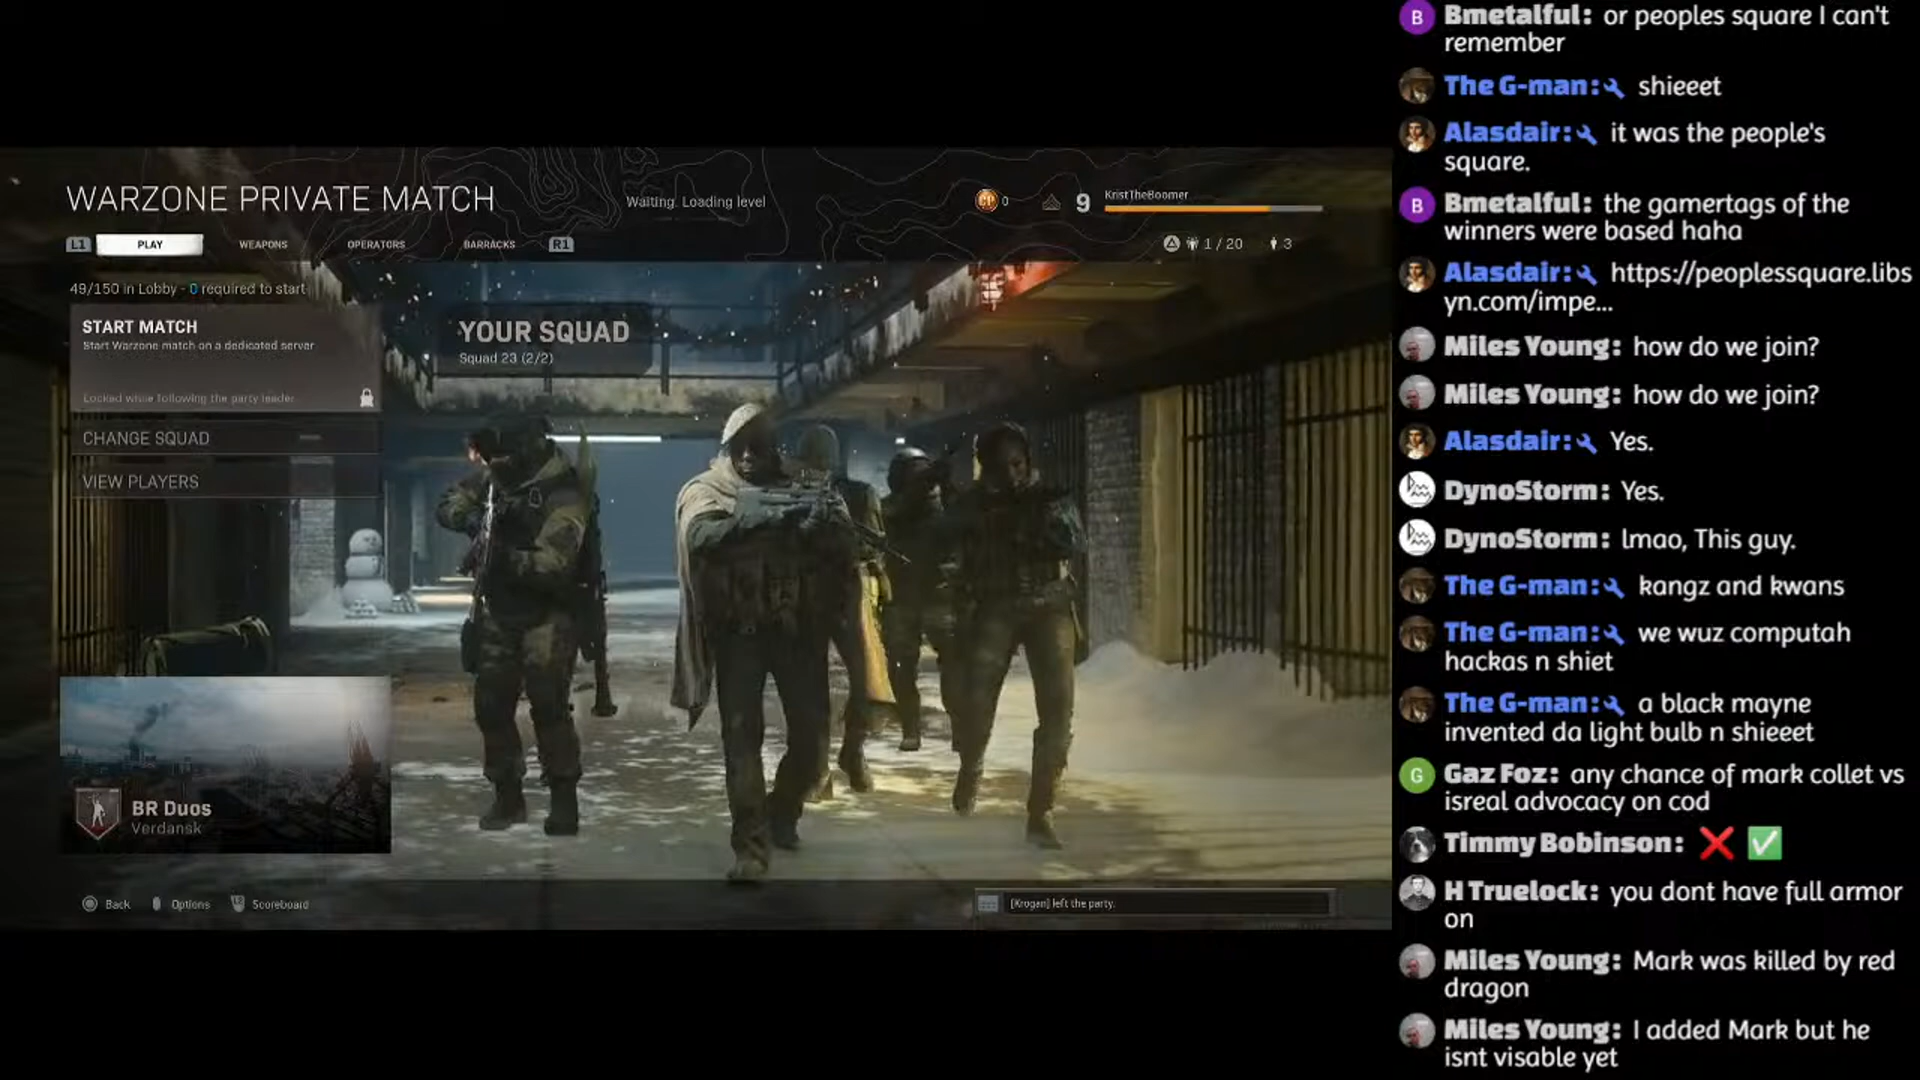 WARZONE PRIVATE MATCH
Waiting. Loading level
CP 0
9
KristTheBoomer
L1 PLAY WEAPONS OPERATORS BARRACKS R1
1 / 20 3
49/150 in Lobby - 0 required to start
START MATCH
Start Warzone match on a dedicated server
Locked while following the party leader
CHANGE SQUAD
VIEW PLAYERS
YOUR SQUAD
Squad 23 (2/2)
BR Duos
Verdansk
Back Options Scoreboard
[Krogan] left the party.
B Bmetalful: or peoples square I can't
remember
The G-man: shieeet
Alasdair: it was the people's
square.
B Bmetalful: the gamertags of the
winners were based haha
Alasdair: https://peoplessquare.libs
yn.com/impe...
Miles Young: how do we join?
Miles Young: how do we join?
Alasdair: Yes.
DynoStorm: Yes.
DynoStorm: lmao, This guy.
The G-man: kangz and kwans
The G-man: we wuz computah
hackas n shiet
The G-man: a black mayne
invented da light bulb n shieeet
G Gaz Foz: any chance of mark collet vs
isreal advocacy on cod
Timmy Bobinson: ❌ ✅
H Truelock: you dont have full armor
on
Miles Young: Mark was killed by red
dragon
Miles Young: I added Mark but he
isnt visable yet